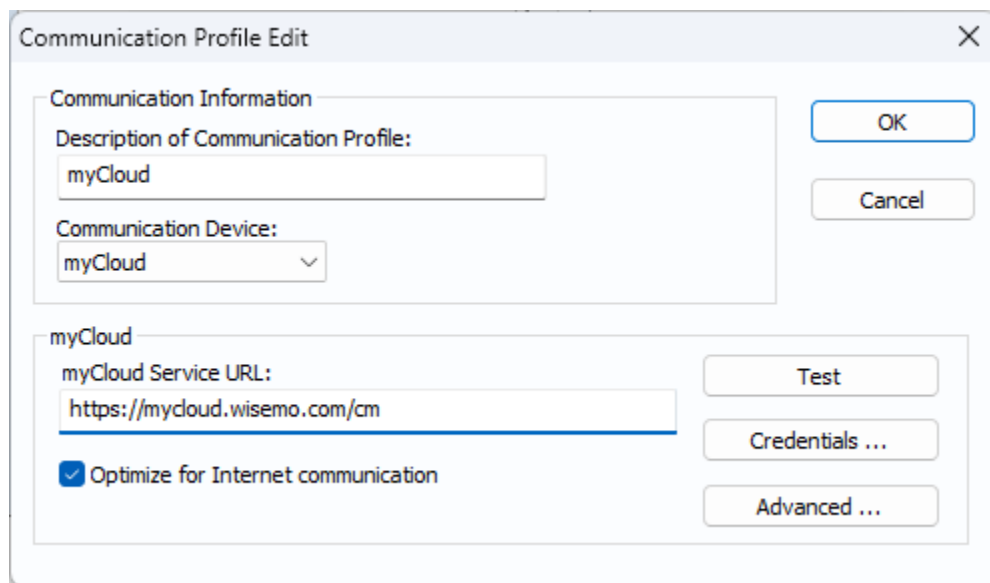 Communication Profile Edit
Communication Information
Description of Communication Profile:
myCloud
Communication Device:
myCloud
OK
Cancel
myCloud
myCloud Service URL:
https://mycloud.wisemo.com/cm
Optimize for Internet communication
Test
Credentials ...
Advanced ...